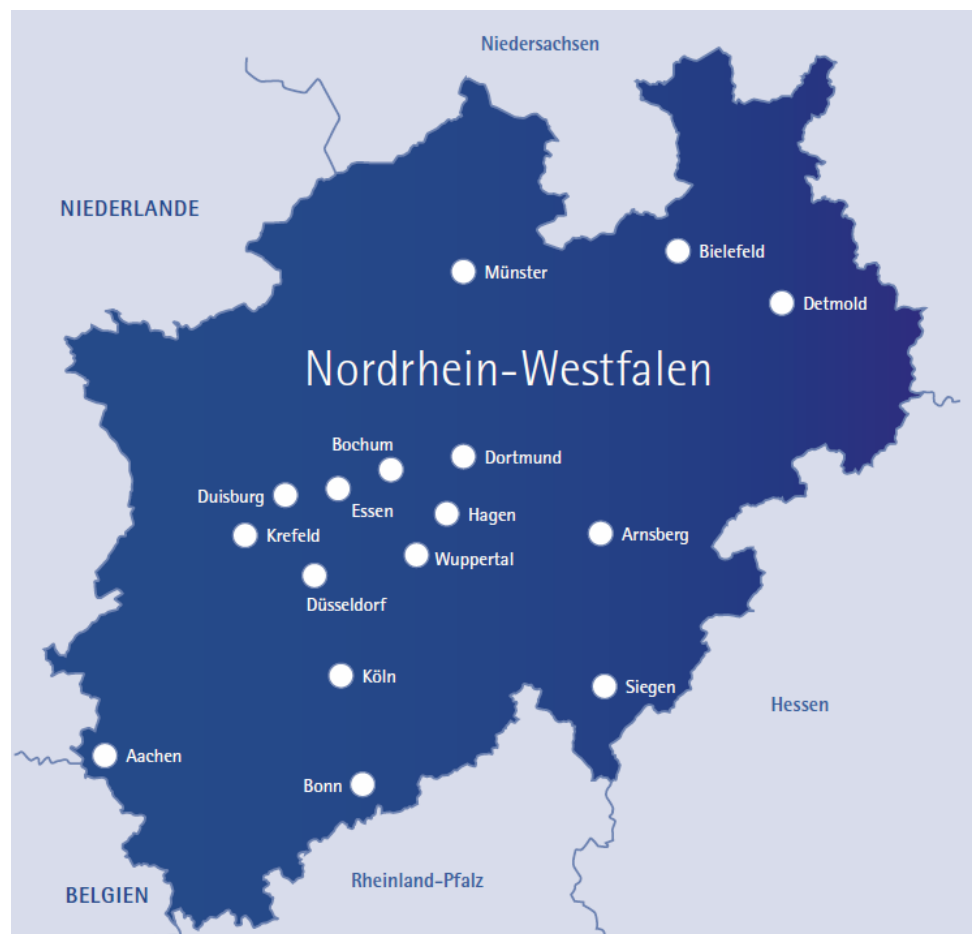 Niedersachsen
NIEDERLANDE
Bielefeld
Münster
Detmold
Nordrhein-Westfalen
Bochum
Dortmund
Duisburg
Essen
Hagen
Krefeld
Arnsberg
Wuppertal
Düsseldorf
Köln
Siegen
Hessen
Aachen
Bonn
Rheinland-Pfalz
BELGIEN